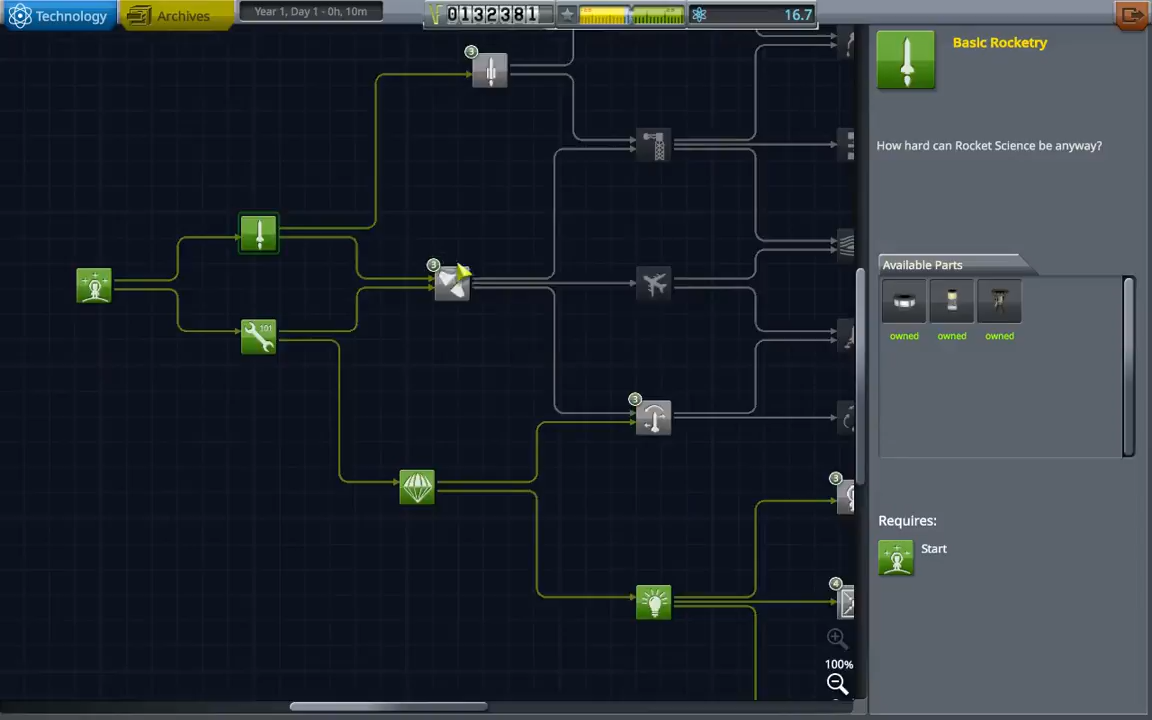 Technology
Archives
Year 1, Day 1 - 0h, 10m
0132381
16.7
Basic Rocketry
How hard can Rocket Science be anyway?
3
3
101
3
3
4
Available Parts
owned
owned
owned
Requires:
Start
100%